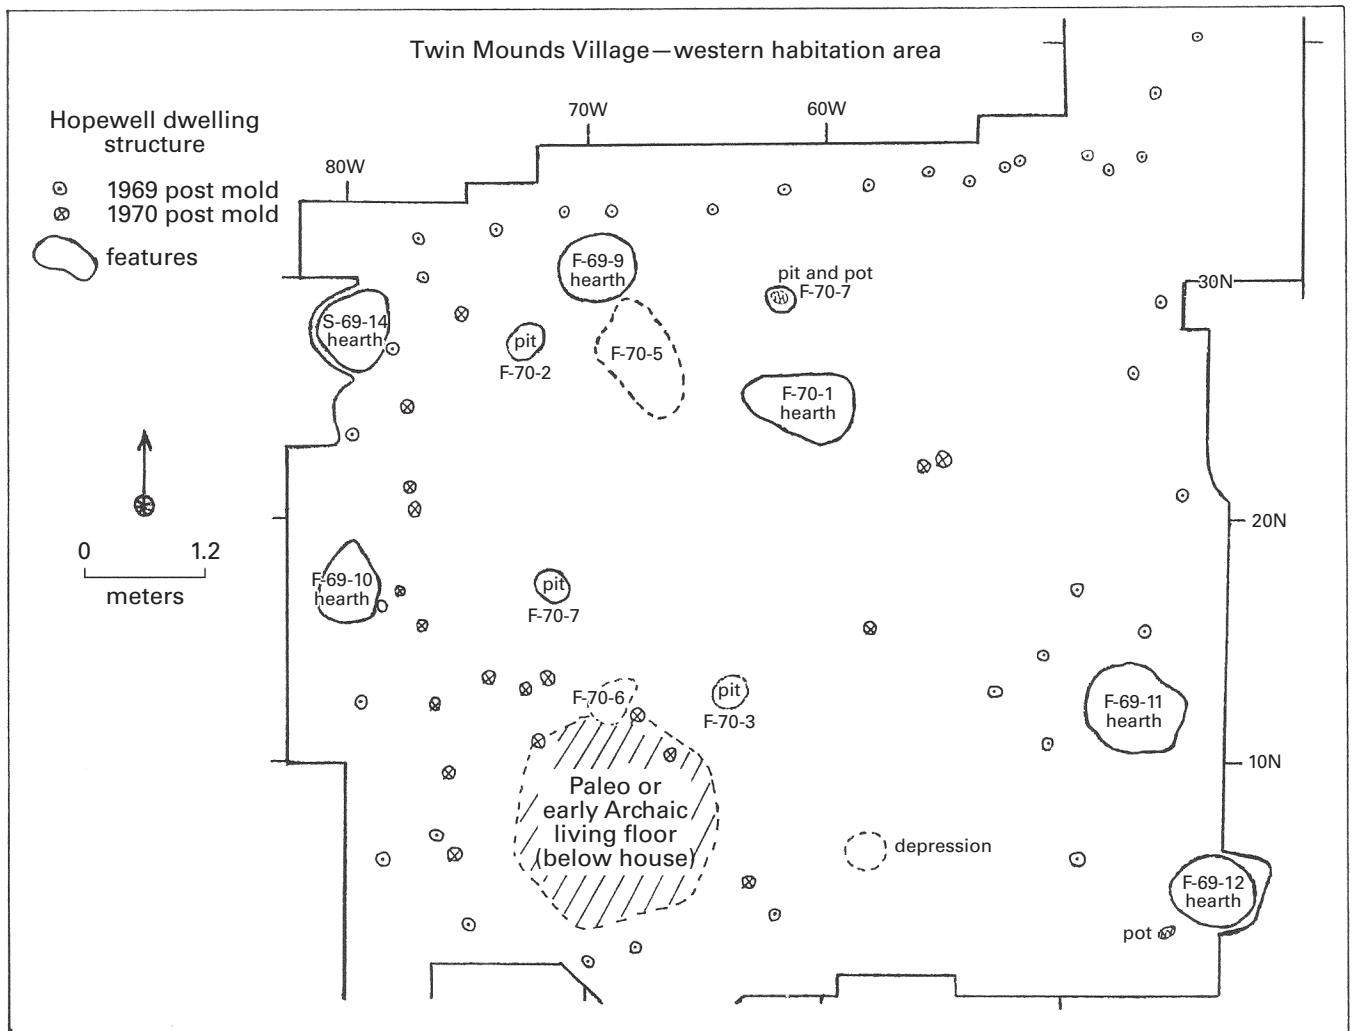 Twin Mounds Village—western habitation area
Hopewell dwelling
structure
1969 post mold
1970 post mold
features
80W
70W
60W
F-69-9
hearth
pit and pot
F-70-7
30N
S-69-14
hearth
pit
F-70-2
F-70-5
F-70-1
hearth
20N
0
1.2
meters
F-69-10
hearth
pit
F-70-7
F-70-6
pit
F-70-3
F-69-11
hearth
10N
Paleo or
early Archaic
living floor
(below house)
depression
F-69-12
hearth
pot